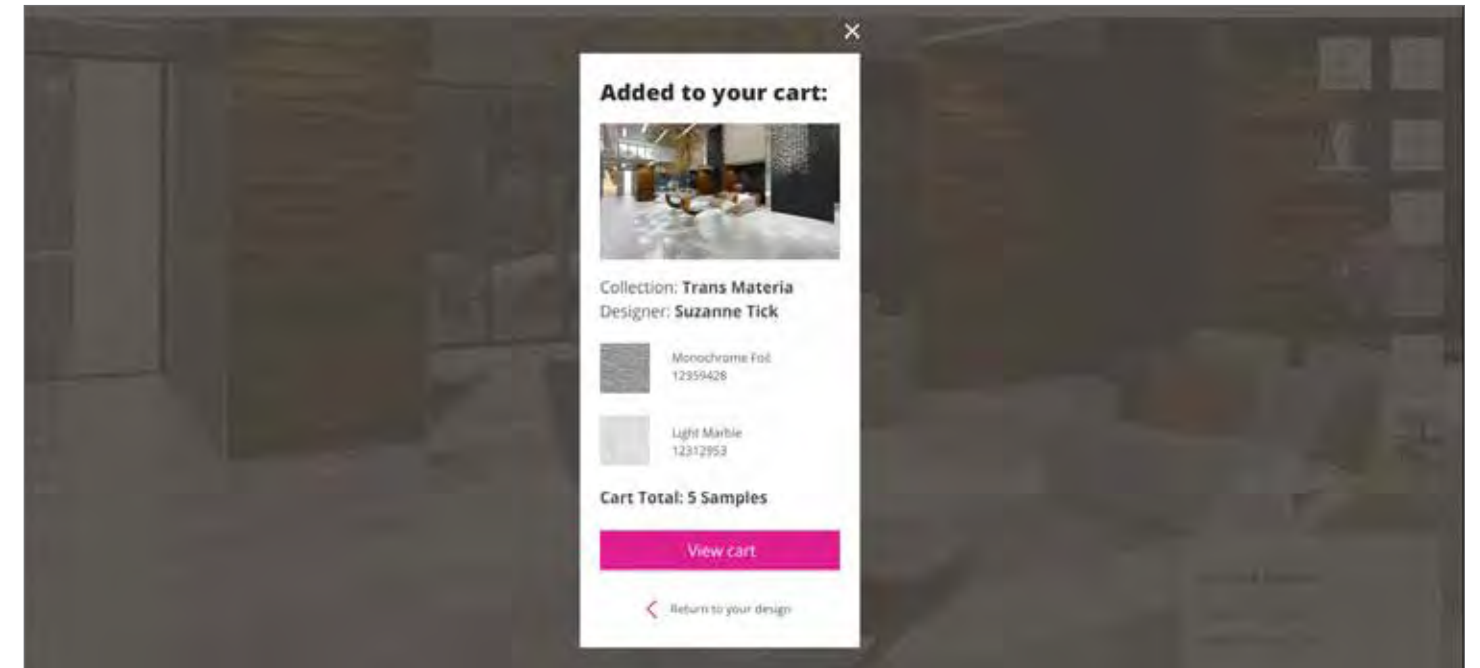 Added to your cart:
Collection: Trans Materia
Designer: Suzanne Tick
Monochrome Foil
12359428
Light Marble
12312953
Cart Total: 5 Samples
View cart
Return to your design